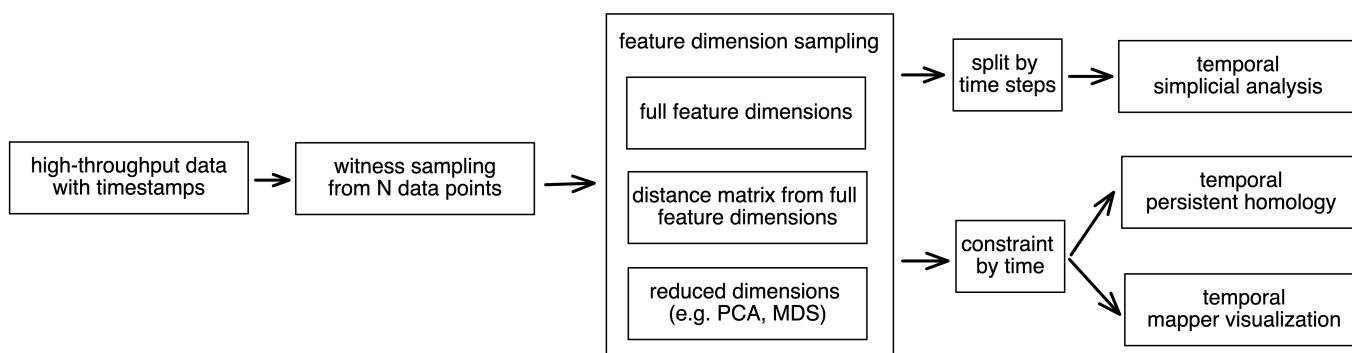 high-throughput data
with timestamps
witness sampling
from N data points
feature dimension sampling
full feature dimensions
distance matrix from full
feature dimensions
reduced dimensions
(e.g. PCA, MDS)
split by
time steps
temporal
simplicial analysis
constraint
by time
temporal
persistent homology
temporal
mapper visualization